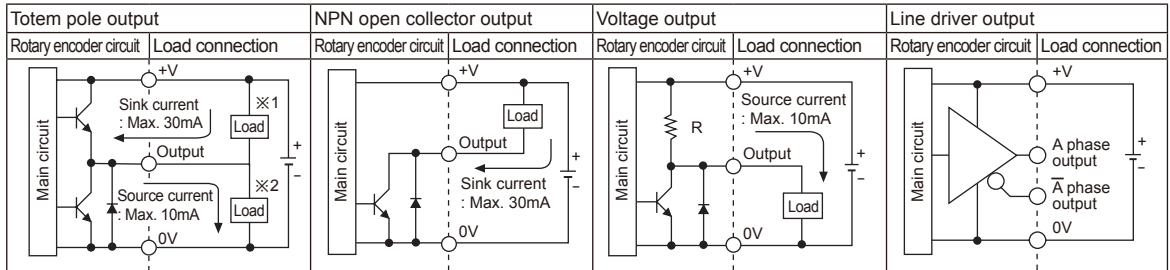 Totem pole output
Rotary encoder circuit Load connection
Main circuit
+V
Sink current
: Max. 30mA
※1
Load
Output
+
−
Source current
: Max. 10mA
※2
Load
0V
NPN open collector output
Rotary encoder circuit Load connection
Main circuit
+V
Load
Output
+
−
Sink current
: Max. 30mA
0V
Voltage output
Rotary encoder circuit Load connection
Main circuit
+V
Source current
: Max. 10mA
R
Output
+
−
Load
0V
Line driver output
Rotary encoder circuit Load connection
Main circuit
+V
A phase
output
+
−
A̅ phase
output
0V